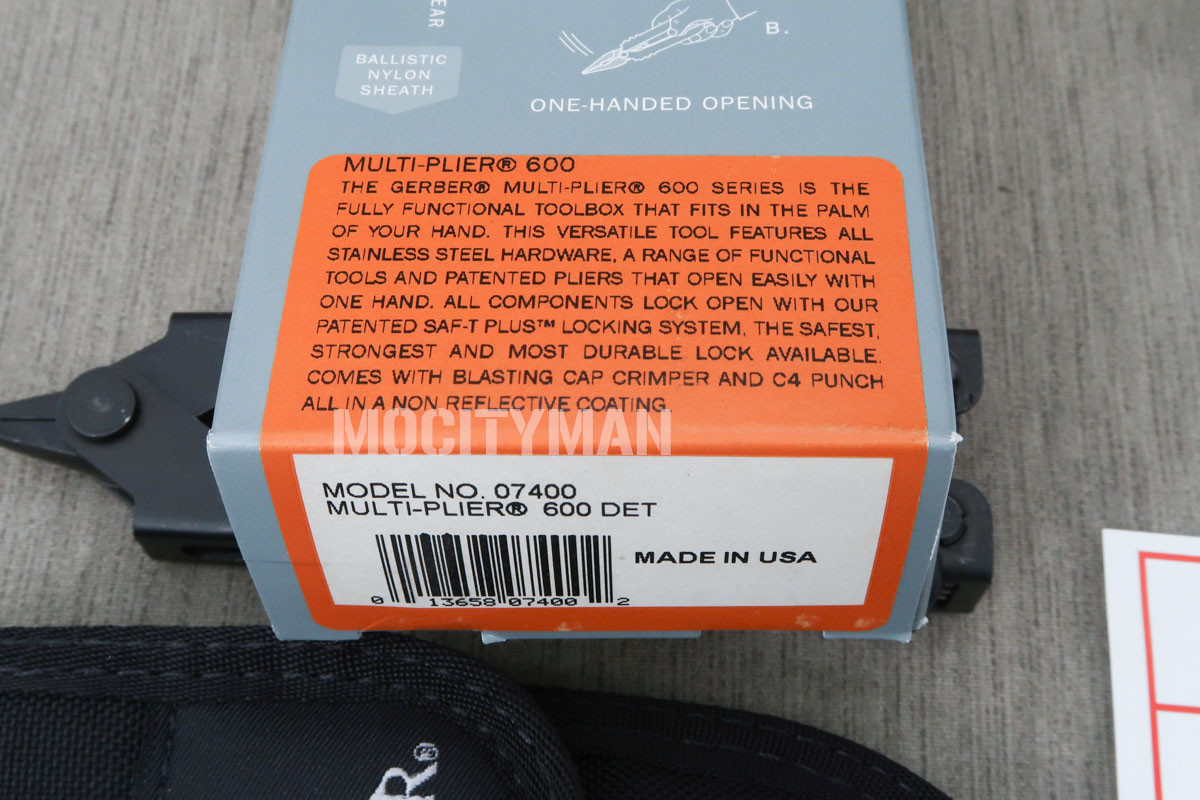 EAR
BALLISTIC
NYLON
SHEATH
B.
ONE-HANDED OPENING
MULTI-PLIER® 600
THE GERBER® MULTI-PLIER® 600 SERIES IS THE
FULLY FUNCTIONAL TOOLBOX THAT FITS IN THE PALM
OF YOUR HAND. THIS VERSATILE TOOL FEATURES ALL
STAINLESS STEEL HARDWARE, A RANGE OF FUNCTIONAL
TOOLS AND PATENTED PLIERS THAT OPEN EASILY WITH
ONE HAND. ALL COMPONENTS LOCK OPEN WITH OUR
PATENTED SAF-T PLUS™ LOCKING SYSTEM, THE SAFEST,
STRONGEST AND MOST DURABLE LOCK AVAILABLE.
COMES WITH BLASTING CAP CRIMPER AND C4 PUNCH
ALL IN A NON REFLECTIVE COATING.
MOCITYMAN
MODEL NO. 07400
MULTI-PLIER® 600 DET
MADE IN USA
0 13658 07400 2
R®